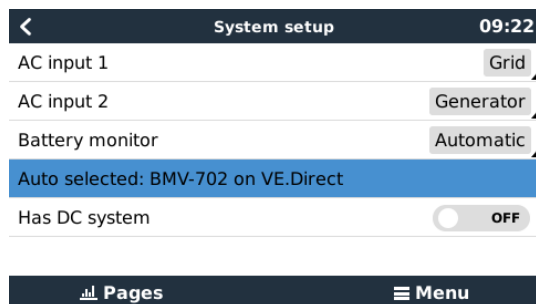 System setup 09:22
AC input 1 Grid
AC input 2 Generator
Battery monitor Automatic
Auto selected: BMV-702 on VE.Direct
Has DC system OFF
Pages Menu